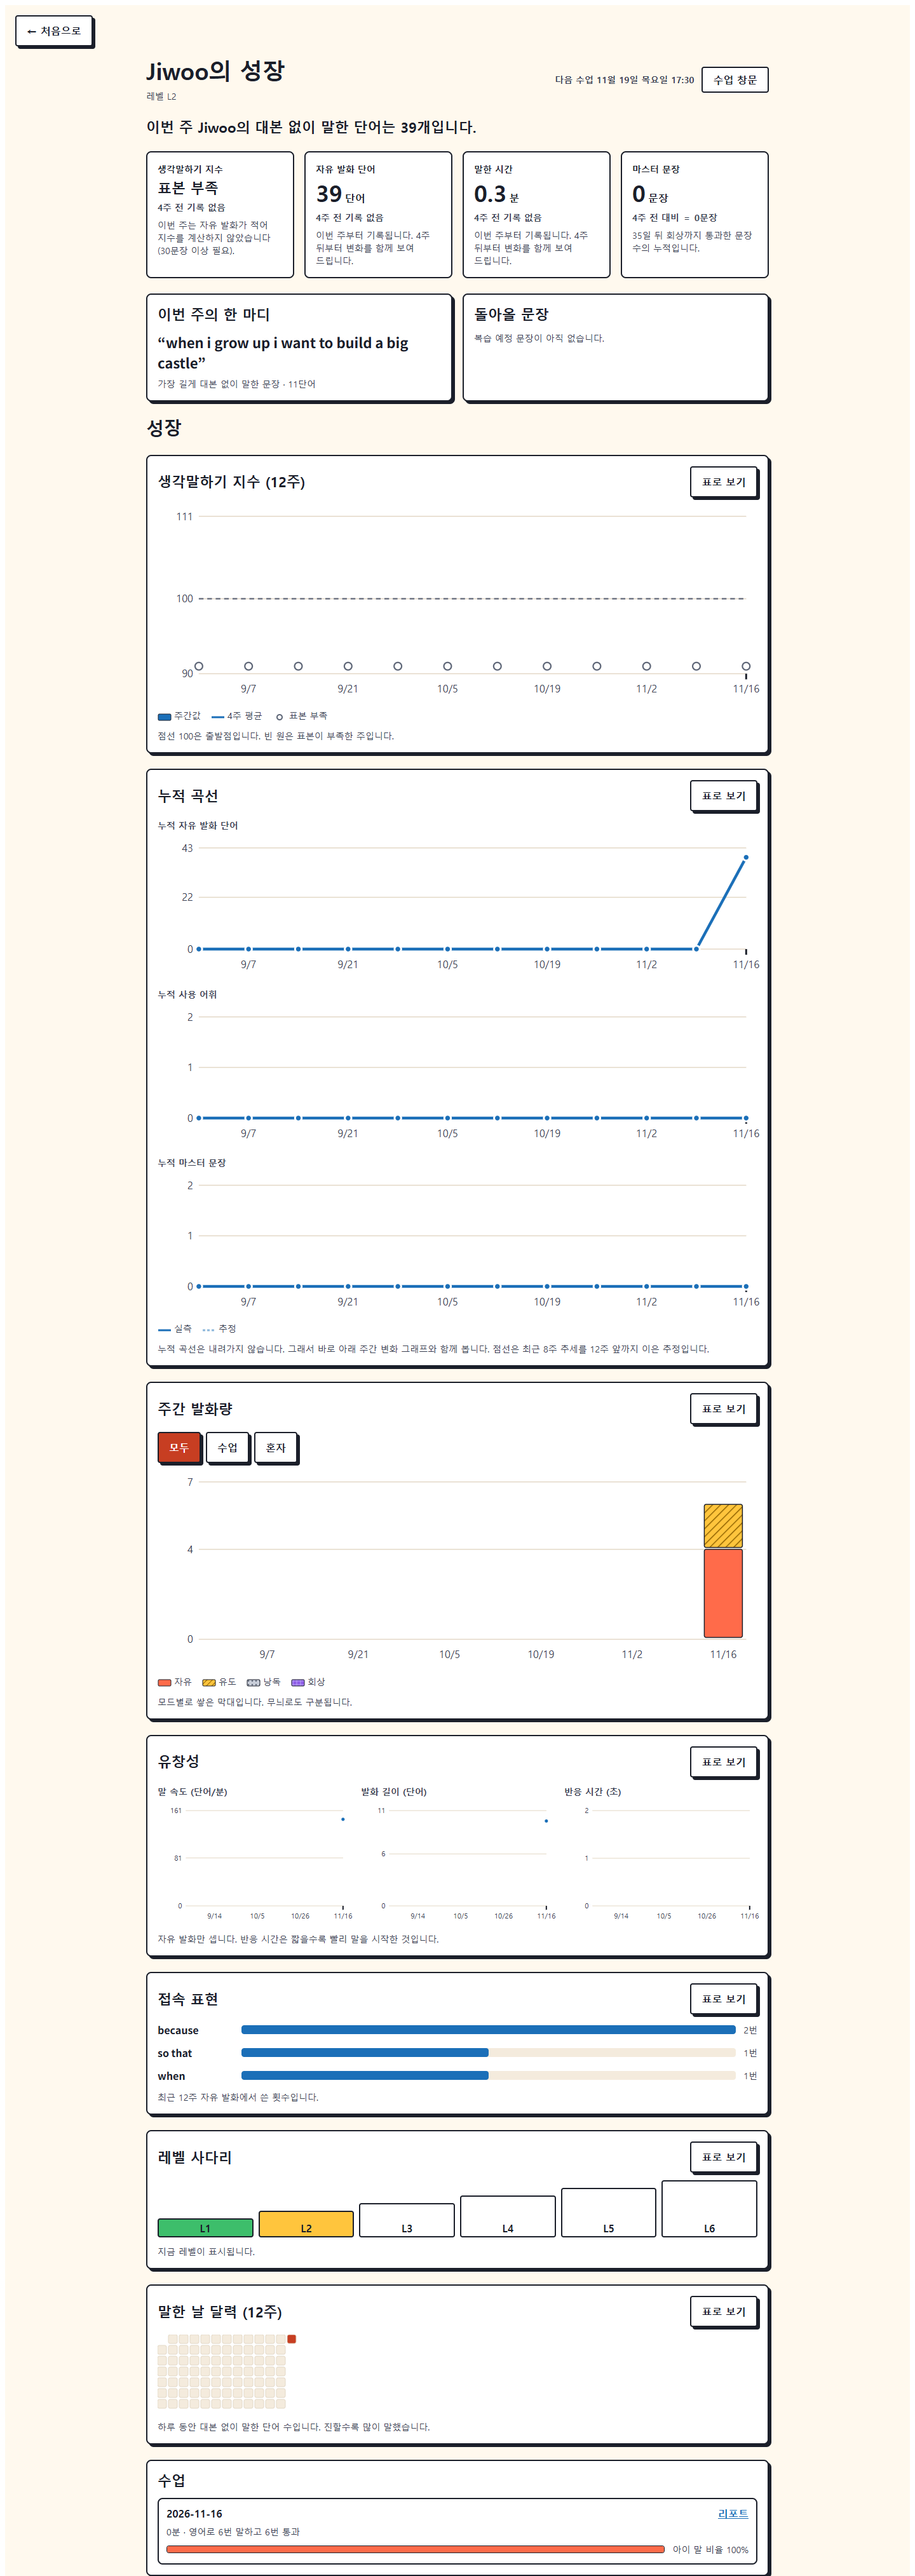 ← 처음으로
Jiwoo의 성장
레벨 L2
다음 수업 11월 19일 목요일 17:30
수업 창문
이번 주 Jiwoo의 대본 없이 말한 단어는 39개입니다.
생각말하기 지수
표본 부족
4주 전 기록 없음
이번 주는 자유 발화가 적어
지수를 계산하지 않았습니다
(30문장 이상 필요).
자유 발화 단어
39 단어
4주 전 기록 없음
이번 주부터 기록됩니다. 4주
뒤부터 변화를 함께 보여
드립니다.
말한 시간
0.3 분
4주 전 기록 없음
이번 주부터 기록됩니다. 4주
뒤부터 변화를 함께 보여
드립니다.
마스터 문장
0 문장
4주 전 대비 = 0문장
35일 뒤 회상까지 통과한 문장
수의 누적입니다.
이번 주의 한 마디
“when i grow up i want to build a big
castle”
가장 길게 대본 없이 말한 문장 · 11단어
돌아올 문장
복습 예정 문장이 아직 없습니다.
성장
생각말하기 지수 (12주)
표로 보기
111
100
90
9/7 9/21 10/5 10/19 11/2 11/16
주간값 4주 평균 표본 부족
점선 100은 출발점입니다. 빈 원은 표본이 부족한 주입니다.
누적 곡선
표로 보기
누적 자유 발화 단어
43
22
0
9/7 9/21 10/5 10/19 11/2 11/16
누적 사용 어휘
2
1
0
9/7 9/21 10/5 10/19 11/2 11/16
누적 마스터 문장
2
1
0
9/7 9/21 10/5 10/19 11/2 11/16
실측 추정
누적 곡선은 내려가지 않습니다. 그래서 바로 아래 주간 변화 그래프와 함께 봅니다. 점선은 최근 8주 추세를 12주 앞까지 이은 추정입니다.
주간 발화량
표로 보기
모두 수업 혼자
7
4
0
9/7 9/21 10/5 10/19 11/2 11/16
자유 유도 낭독 회상
모드별로 쌓은 막대입니다. 무늬로도 구분됩니다.
유창성
표로 보기
말 속도 (단어/분)
161
81
0
9/14 10/5 10/26 11/16
발화 길이 (단어)
11
6
0
9/14 10/5 10/26 11/16
반응 시간 (초)
2
1
0
9/14 10/5 10/26 11/16
자유 발화만 셉니다. 반응 시간은 짧을수록 빨리 말을 시작한 것입니다.
접속 표현
표로 보기
because 2번
so that 1번
when 1번
최근 12주 자유 발화에서 쓴 횟수입니다.
레벨 사다리
표로 보기
L1 L2 L3 L4 L5 L6
지금 레벨이 표시됩니다.
말한 날 달력 (12주)
표로 보기
하루 동안 대본 없이 말한 단어 수입니다. 진할수록 많이 말했습니다.
수업
2026-11-16
리포트
0분 · 영어로 6번 말하고 6번 통과
아이 말 비율 100%